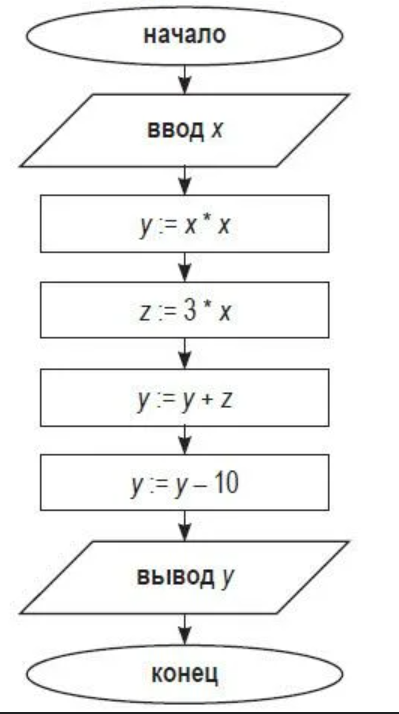 начало
ввод x
y := x * x
z := 3 * x
y := y + z
y := y – 10
вывод y
конец